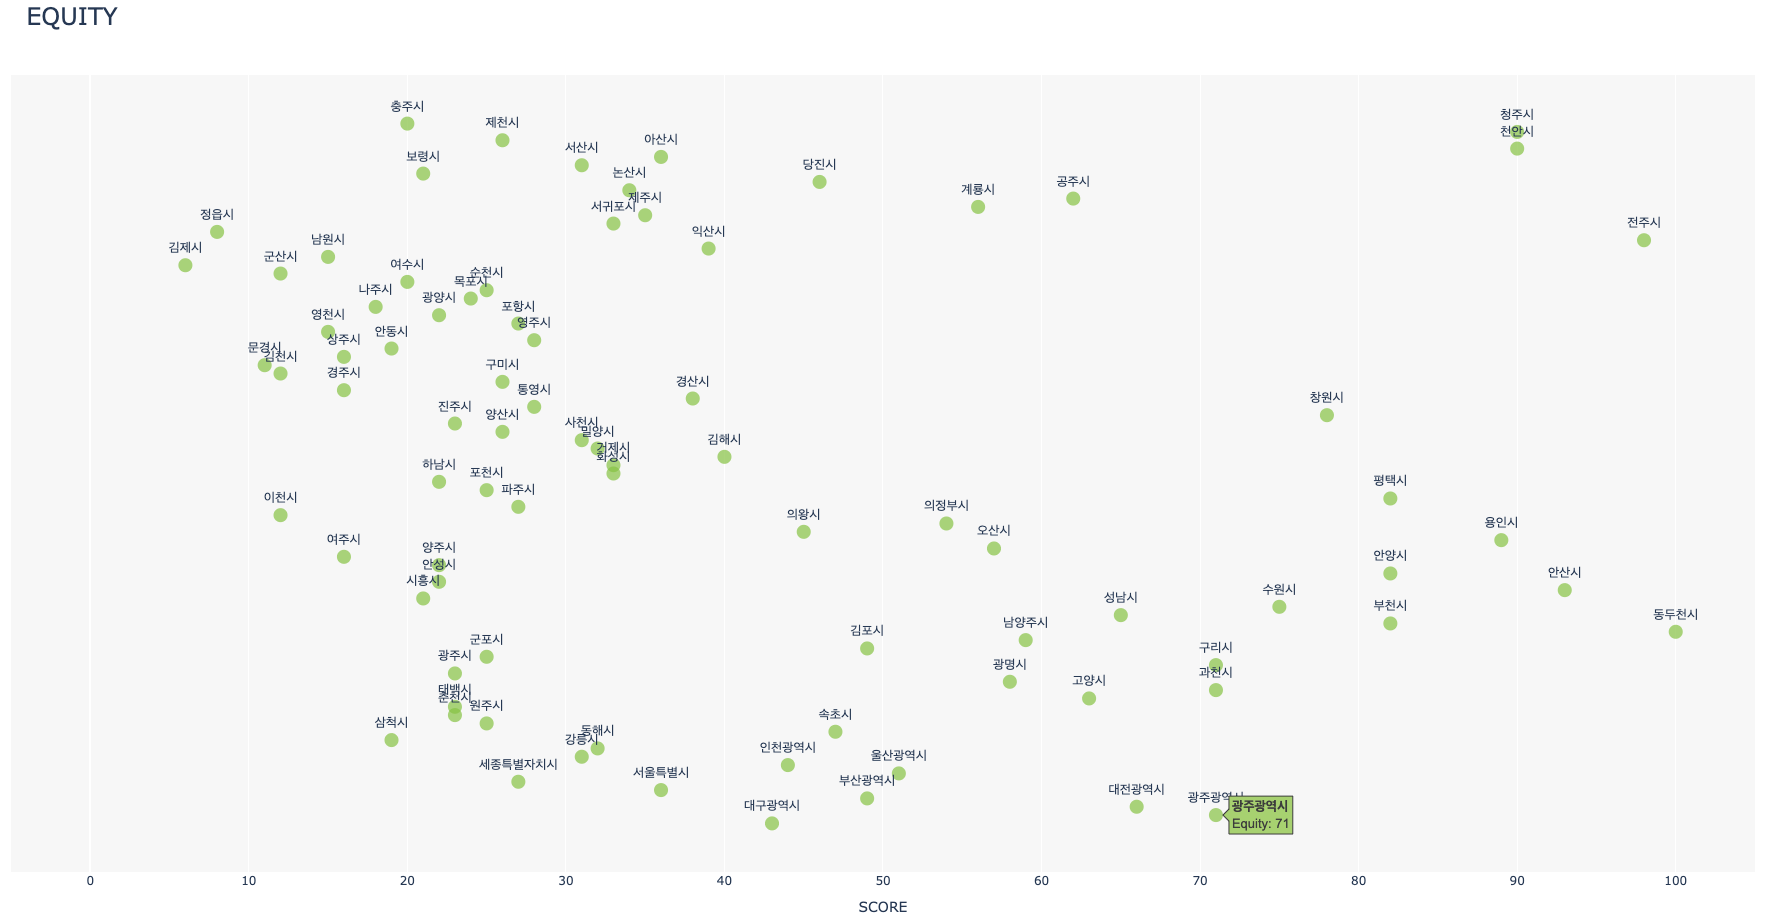 EQUITY
충주시
청주시
천안시
제천시
아산시
서산시
보령시
당진시
논산시
계룡시
공주시
제주시
서귀포시
정읍시
전주시
익산시
남원시
김제시
군산시
여수시
순천시
목포시
나주시
광양시
포항시
영천시
영주시
안동시
상주시
문경시
김천시
구미시
경주시
경산시
통영시
창원시
진주시
양산시
사천시
밀양시
김해시
거제시
화성시
하남시
포천시
평택시
파주시
이천시
의정부시
의왕시
용인시
오산시
여주시
양주시
안양시
안성시
안산시
시흥시
수원시
성남시
부천시
동두천시
남양주시
김포시
군포시
구리시
광주시
광명시
과천시
고양시
태백시
춘천시
원주시
속초시
삼척시
동해시
강릉시
인천광역시
울산광역시
세종특별자치시
서울특별시
부산광역시
대전광역시
광주광역시
대구광역시
광주광역시
Equity: 71
0 10 20 30 40 50 60 70 80 90 100
SCORE